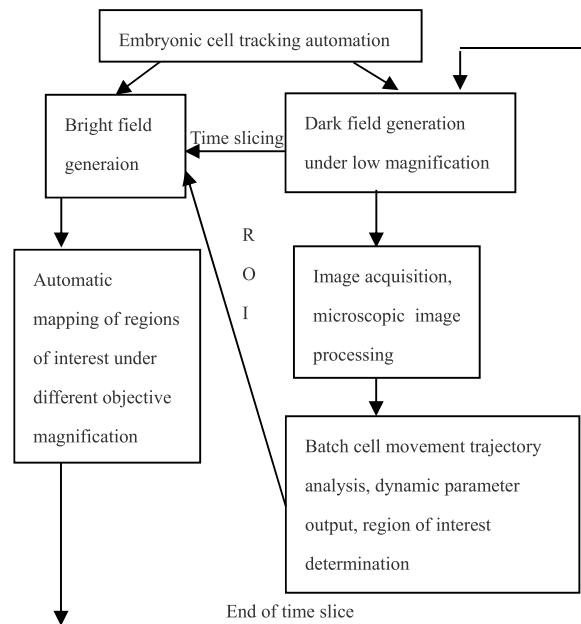 Embryonic cell tracking automation
Bright field
generaion
Time slicing
Dark field generation
under low magnification
R
O
I
Automatic
mapping of regions
of interest under
different objective
magnification
Image acquisition,
microscopic image
processing
Batch cell movement trajectory
analysis, dynamic parameter
output, region of interest
determination
End of time slice